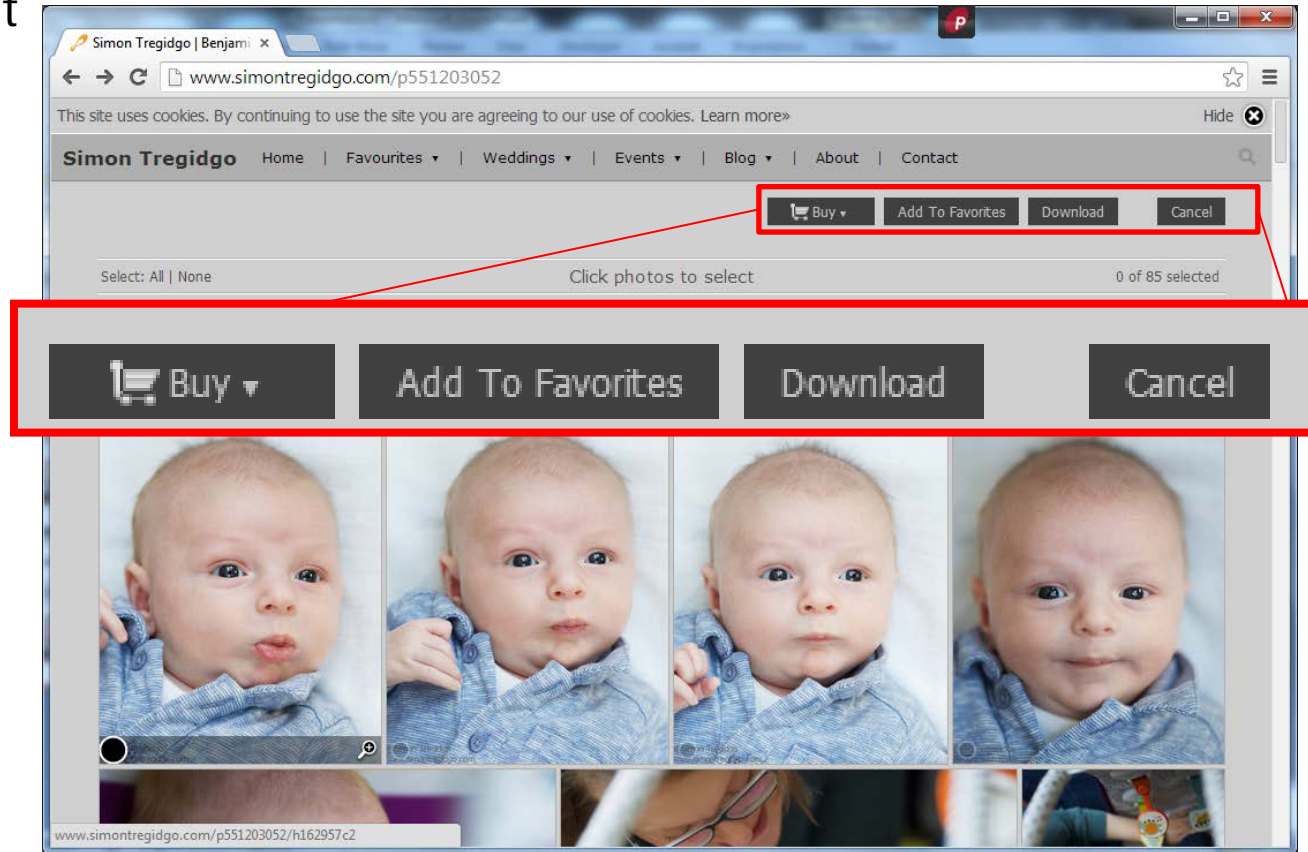 t
Simon Tregidgo | Benjami
www.simontregidgo.com/p551203052
This site uses cookies. By continuing to use the site you are agreeing to our use of cookies. Learn more»
Hide
Simon Tregidgo Home | Favourites ▾ | Weddings ▾ | Events ▾ | Blog ▾ | About | Contact
Buy ▾ Add To Favorites Download Cancel
Select: All | None Click photos to select 0 of 85 selected
Buy ▾ Add To Favorites Download Cancel
www.simontregidgo.com/p551203052/h162957c2